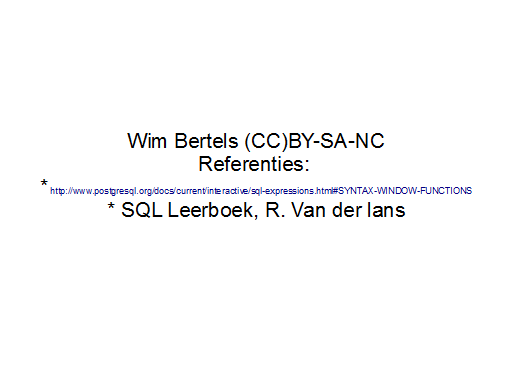 Wim Bertels (CC)BY-SA-NC
Referenties:
* http://www.postgresql.org/docs/current/interactive/sql-expressions.html#SYNTAX-WINDOW-FUNCTIONS
* SQL Leerboek, R. Van der lans